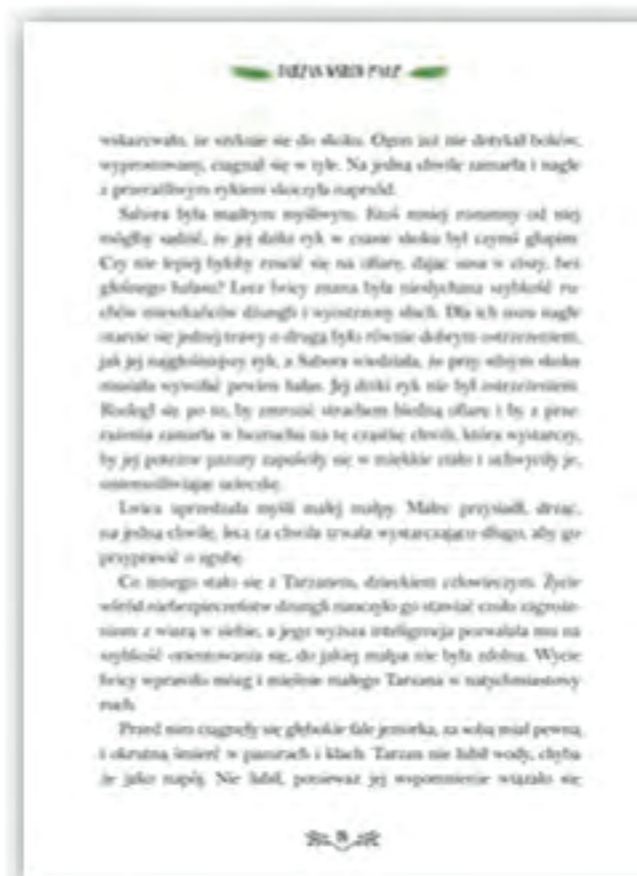 TARZAN WŚRÓD MAŁP
wskazywało, że szykuje się do skoku. Ogon już nie dotykał boków,
wyprostowany, ciągnął się w tyle. Na jedną chwilę zamarła i nagle
z przeraźliwym rykiem skoczyła naprzód.
Sabora była mądrym myśliwym. Ktoś mniej rozumny od niej
mógłby sądzić, że jej dziki ryk w czasie skoku był czymś głupim.
Czy nie lepiej byłoby rzucić się na ofiarę, dając susa w ciszy, bez
głośnego hałasu? Lecz lwicy znana była niesłychana szybkość ru-
chów mieszkańców dżungli i wyostrzony słuch. Dla ich uszu nagłe
otarcie się jednej trawy o drugą było równie dobrym ostrzeżeniem,
jak jej najgłośniejszy ryk, a Sabora wiedziała, że przy silnym skoku
musiała wywołać pewien hałas. Jej dziki ryk nie był ostrzeżeniem.
Rozległ się po to, by zmrozić strachem biedną ofiarę i by z prze-
rażenia zamarła w bezruchu na tę cząstkę chwili, która wystarczy,
by jej potężne pazury zapuściły się w miękkie ciało i uchwyciły je,
uniemożliwiając ucieczkę.
Lwica uprzedzała myśli małej małpy. Malec przysiadł, drżąc,
na jedną chwilę, lecz ta chwila trwała wystarczająco długo, aby go
przyprawić o zgubę.
Co innego stało się z Tarzanem, dzieckiem człowieczym. Życie
wśród niebezpieczeństw dżungli nauczyło go stawiać czoło zagroże-
niom z wiarą w siebie, a jego wyższa inteligencja pozwalała mu na
szybkość orientowania się, do jakiej małpa nie była zdolna. Wycie
lwicy wprawiło mózg i mięśnie małego Tarzana w natychmiastowy
ruch.
Przed nim ciągnęły się głębokie fale jeziorka, za sobą miał pewną
i okrutną śmierć w pazurach i kłach. Tarzan nie lubił wody, chyba
że jako napój. Nie lubił, ponieważ jej wspomnienie wiązało się